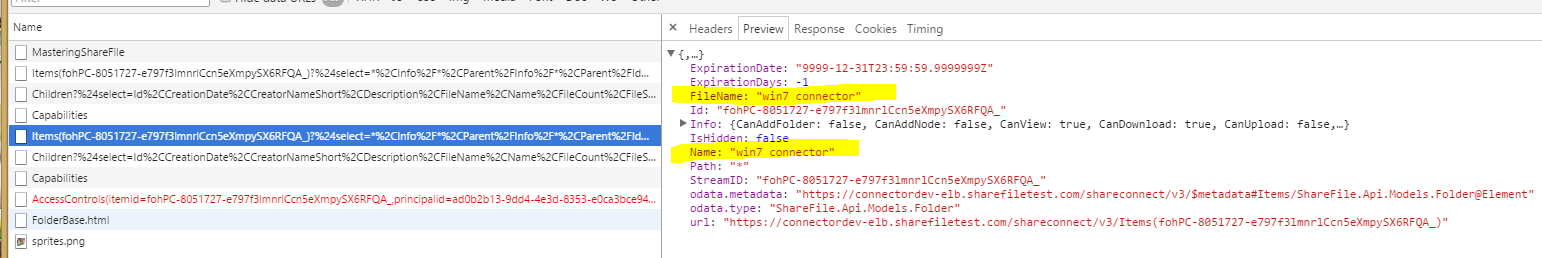 Name
MasteringShareFile
Items(fohPC-8051727-e797f3lmnrlCcn5eXmpySX6RFQA_)?%24select=*%2CInfo%2F*%2CParent%2FInfo%2F*%2CParent%2FId...
Children?%24select=Id%2CCreationDate%2CCreatorNameShort%2CDescription%2CFileName%2CName%2CFileCount%2CFileS...
Capabilities
Items(fohPC-8051727-e797f3lmnrlCcn5eXmpySX6RFQA_)?%24select=*%2CInfo%2F*%2CParent%2FInfo%2F*%2CParent%2FId...
Children?%24select=Id%2CCreationDate%2CCreatorNameShort%2CDescription%2CFileName%2CName%2CFileCount%2CFileS...
Capabilities
AccessControls(itemid=fohPC-8051727-e797f3lmnrlCcn5eXmpySX6RFQA_,principalid=ad0b2b13-9dd4-4e3d-8353-e0ca3bce94...
FolderBase.html
sprites.png
× Headers Preview Response Cookies Timing
▼{,…}
ExpirationDate: "9999-12-31T23:59:59.9999999Z"
ExpirationDays: -1
FileName: "win7 connector"
Id: "fohPC-8051727-e797f3lmnrlCcn5eXmpySX6RFQA_"
▶Info: {CanAddFolder: false, CanAddNode: false, CanView: true, CanDownload: true, CanUpload: false,…}
IsHidden: false
Name: "win7 connector"
Path: "*"
StreamID: "fohPC-8051727-e797f3lmnrlCcn5eXmpySX6RFQA_"
odata.metadata: "https://connectordev-elb.sharefiletest.com/shareconnect/v3/$metadata#Items/ShareFile.Api.Models.Folder@Element"
odata.type: "ShareFile.Api.Models.Folder"
url: "https://connectordev-elb.sharefiletest.com/shareconnect/v3/Items(fohPC-8051727-e797f3lmnrlCcn5eXmpySX6RFQA_)"